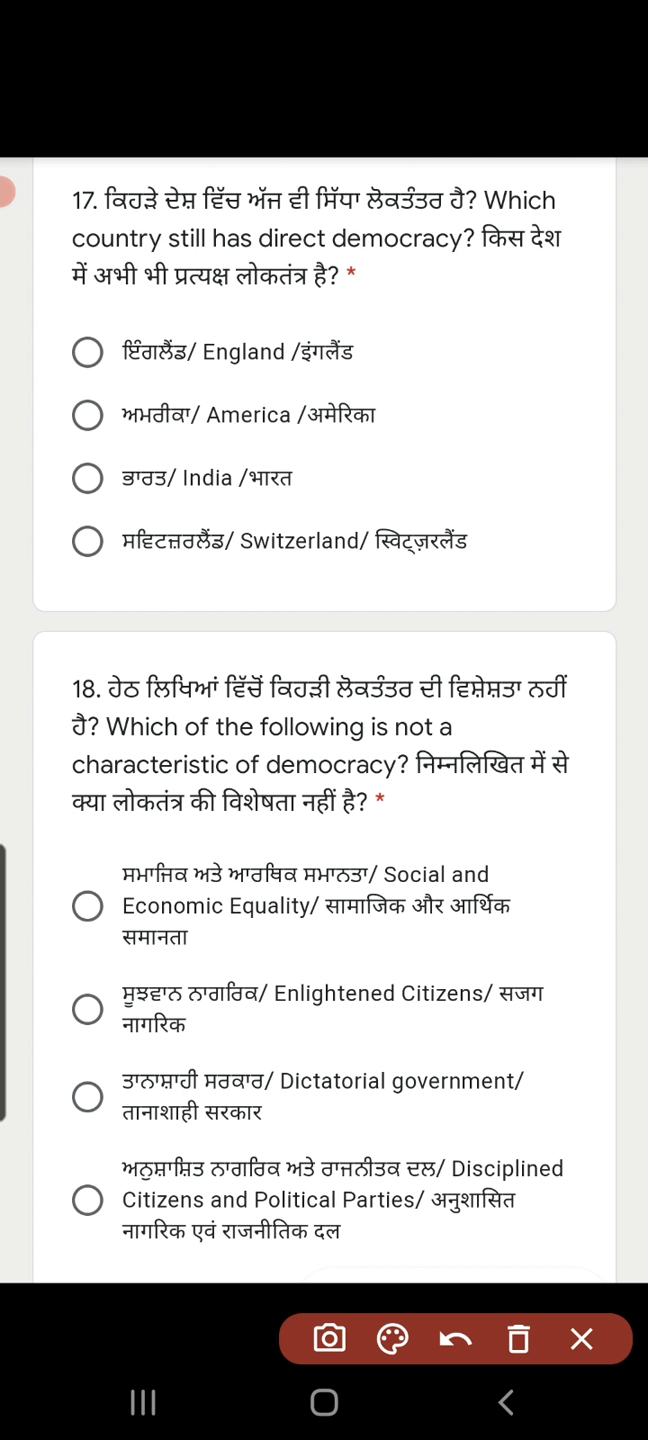 17. ਕਿਹੜੇ ਦੇਸ਼ ਵਿੱਚ ਅੱਜ ਵੀ ਸਿੱਧਾ ਲੋਕਤੰਤਰ ਹੈ? Which
country still has direct democracy? किस देश
में अभी भी प्रत्यक्ष लोकतंत्र है? *
ਇੰਗਲੈਂਡ/ England /इंगलैंड
ਅਮਰੀਕਾ/ America /अमेरिका
ਭਾਰਤ/ India /भारत
ਸਵਿਟਜ਼ਰਲੈਂਡ/ Switzerland/ स्विट्ज़रलैंड
18. ਹੇਠ ਲਿਖਿਆਂ ਵਿੱਚੋਂ ਕਿਹੜੀ ਲੋਕਤੰਤਰ ਦੀ ਵਿਸ਼ੇਸ਼ਤਾ ਨਹੀਂ
ਹੈ? Which of the following is not a
characteristic of democracy? निम्नलिखित में से
क्या लोकतंत्र की विशेषता नहीं है? *
ਸਮਾਜਿਕ ਅਤੇ ਆਰਥਿਕ ਸਮਾਨਤਾ/ Social and
Economic Equality/ सामाजिक और आर्थिक
समानता
ਸੂਝਵਾਨ ਨਾਗਰਿਕ/ Enlightened Citizens/ सजग
नागरिक
ਤਾਨਾਸ਼ਾਹੀ ਸਰਕਾਰ/ Dictatorial government/
तानाशाही सरकार
ਅਨੁਸ਼ਾਸ਼ਿਤ ਨਾਗਰਿਕ ਅਤੇ ਰਾਜਨੀਤਕ ਦਲ/ Disciplined
Citizens and Political Parties/ अनुशासित
नागरिक एवं राजनीतिक दल